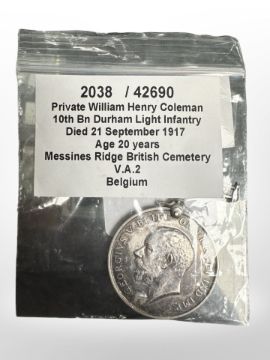 2038 / 42690
Private William Henry Coleman
10th Bn Durham Light Infantry
Died 21 September 1917
Age 20 years
Messines Ridge British Cemetery
V.A.2
Belgium
GEORGIVS V